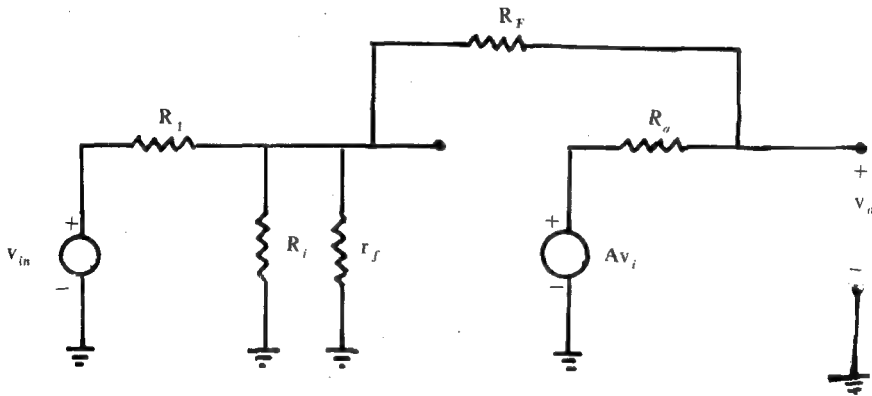 R_F
R_1
R_o
+
v_in
−
R_i
r_f
+
Av_i
−
+
v_o
−